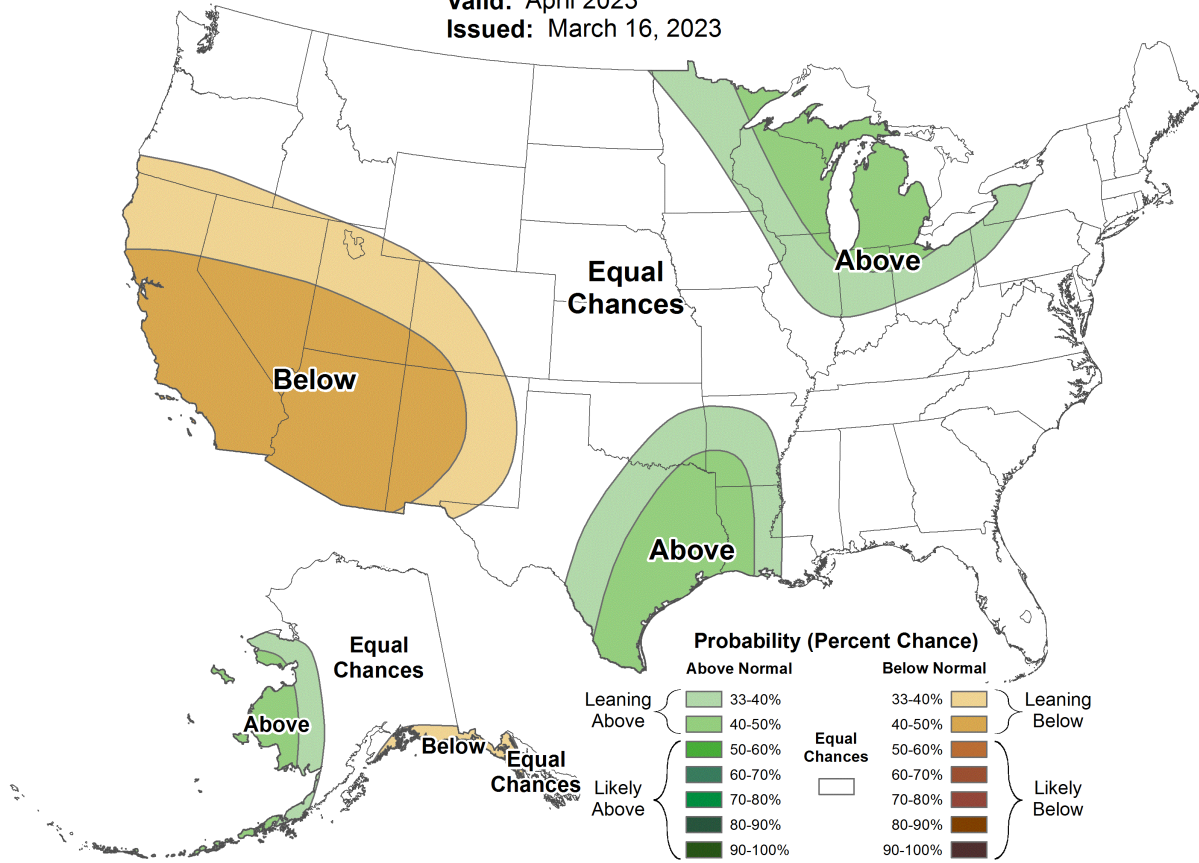 Valid: April 2023
Issued: March 16, 2023
Above
Equal
Chances
Below
Above
Equal
Chances
Above
Below
Equal
Chances
Probability (Percent Chance)
Above Normal
Below Normal
Leaning
Above
33-40%
40-50%
50-60%
60-70%
70-80%
80-90%
90-100%
Likely
Above
Equal
Chances
33-40%
40-50%
50-60%
60-70%
70-80%
80-90%
90-100%
Leaning
Below
Likely
Below